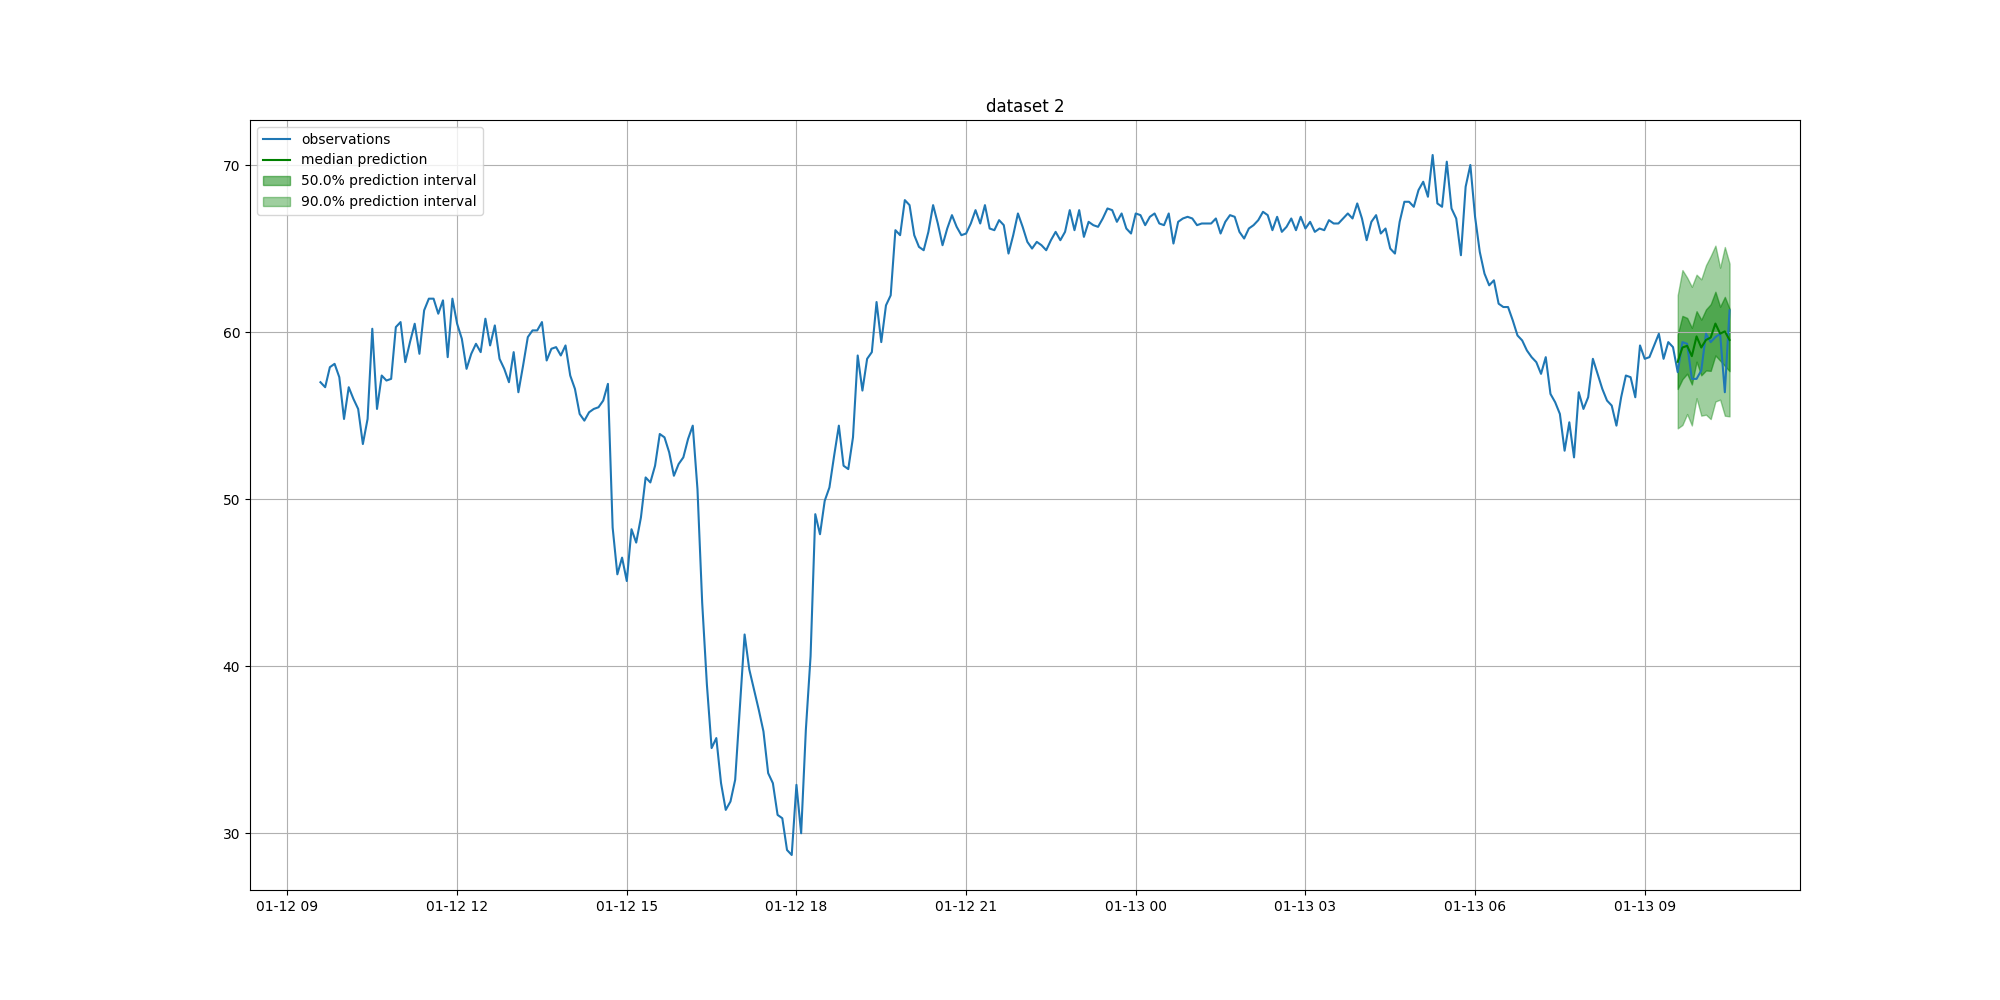 dataset 2
observations
median prediction
50.0% prediction interval
90.0% prediction interval
70
60
50
40
30
01-12 09 01-12 12 01-12 15 01-12 18 01-12 21 01-13 00 01-13 03 01-13 06 01-13 09